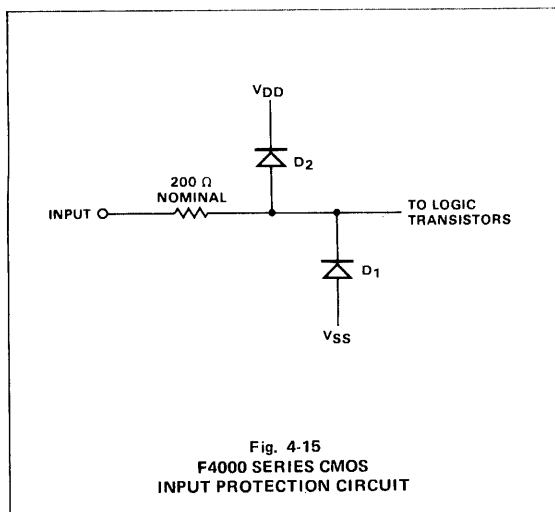 VDD
D2
200 Ω
NOMINAL
INPUT
TO LOGIC
TRANSISTORS
D1
VSS
Fig. 4-15
F4000 SERIES CMOS
INPUT PROTECTION CIRCUIT